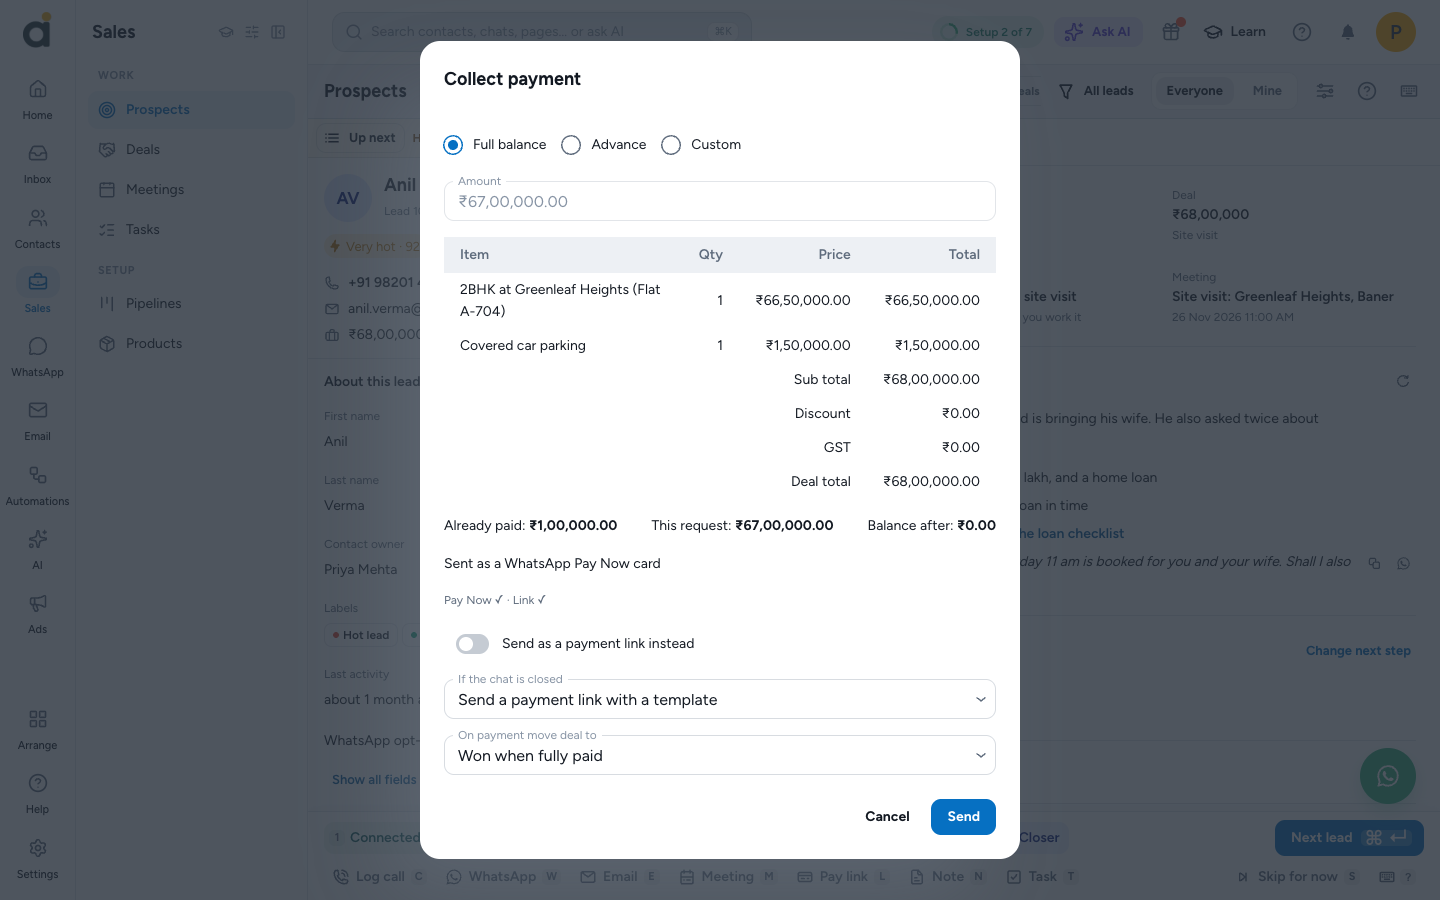 Sales
Search contacts, chats, pages... or ask AI
⌘K
Setup 2 of 7
Ask AI
Learn
P
Home
Inbox
Contacts
Sales
WhatsApp
Email
Automations
AI
Ads
Arrange
Help
Settings
WORK
Prospects
Deals
Meetings
Tasks
SETUP
Pipelines
Products
Prospects
eals
All leads
Everyone
Mine
Up next
H
AV
Anil
Lead 1
Very hot · 92
+91 98201 4
anil.verma@
₹68,00,000
About this lead
First name
Anil
Last name
Verma
Contact owner
Priya Mehta
Labels
Hot lead
Last activity
about 1 month
WhatsApp opt-
Show all fields
Collect payment
Full balance
Advance
Custom
Amount
₹67,00,000.00
Item Qty Price Total
2BHK at Greenleaf Heights (Flat
A-704) 1 ₹66,50,000.00 ₹66,50,000.00
Covered car parking 1 ₹1,50,000.00 ₹1,50,000.00
Sub total ₹68,00,000.00
Discount ₹0.00
GST ₹0.00
Deal total ₹68,00,000.00
Already paid: ₹1,00,000.00 This request: ₹67,00,000.00 Balance after: ₹0.00
Sent as a WhatsApp Pay Now card
Pay Now ✓ · Link ✓
Send as a payment link instead
If the chat is closed
Send a payment link with a template
On payment move deal to
Won when fully paid
Cancel
Send
Deal
₹68,00,000
Site visit
Meeting
site visit
Site visit: Greenleaf Heights, Baner
you work it
26 Nov 2026 11:00 AM
d is bringing his wife. He also asked twice about
lakh, and a home loan
oan in time
he loan checklist
day 11 am is booked for you and your wife. Shall I also
Change next step
1 Connected
Closer
Next lead ⌘
Log call C
WhatsApp W
Email E
Meeting M
Pay link L
Note N
Task T
Skip for now S
?